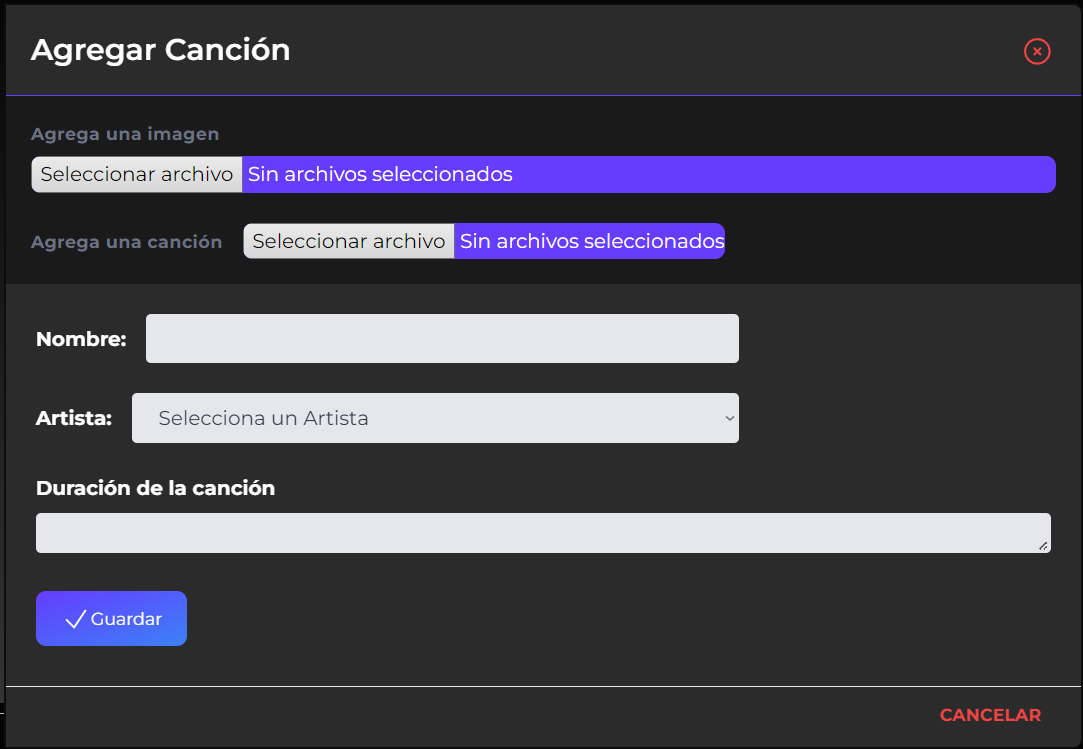 Agregar Canción
Agrega una imagen
Seleccionar archivo Sin archivos seleccionados
Agrega una canción Seleccionar archivo Sin archivos seleccionados
Nombre:
Artista: Selecciona un Artista
Duración de la canción
Guardar
CANCELAR